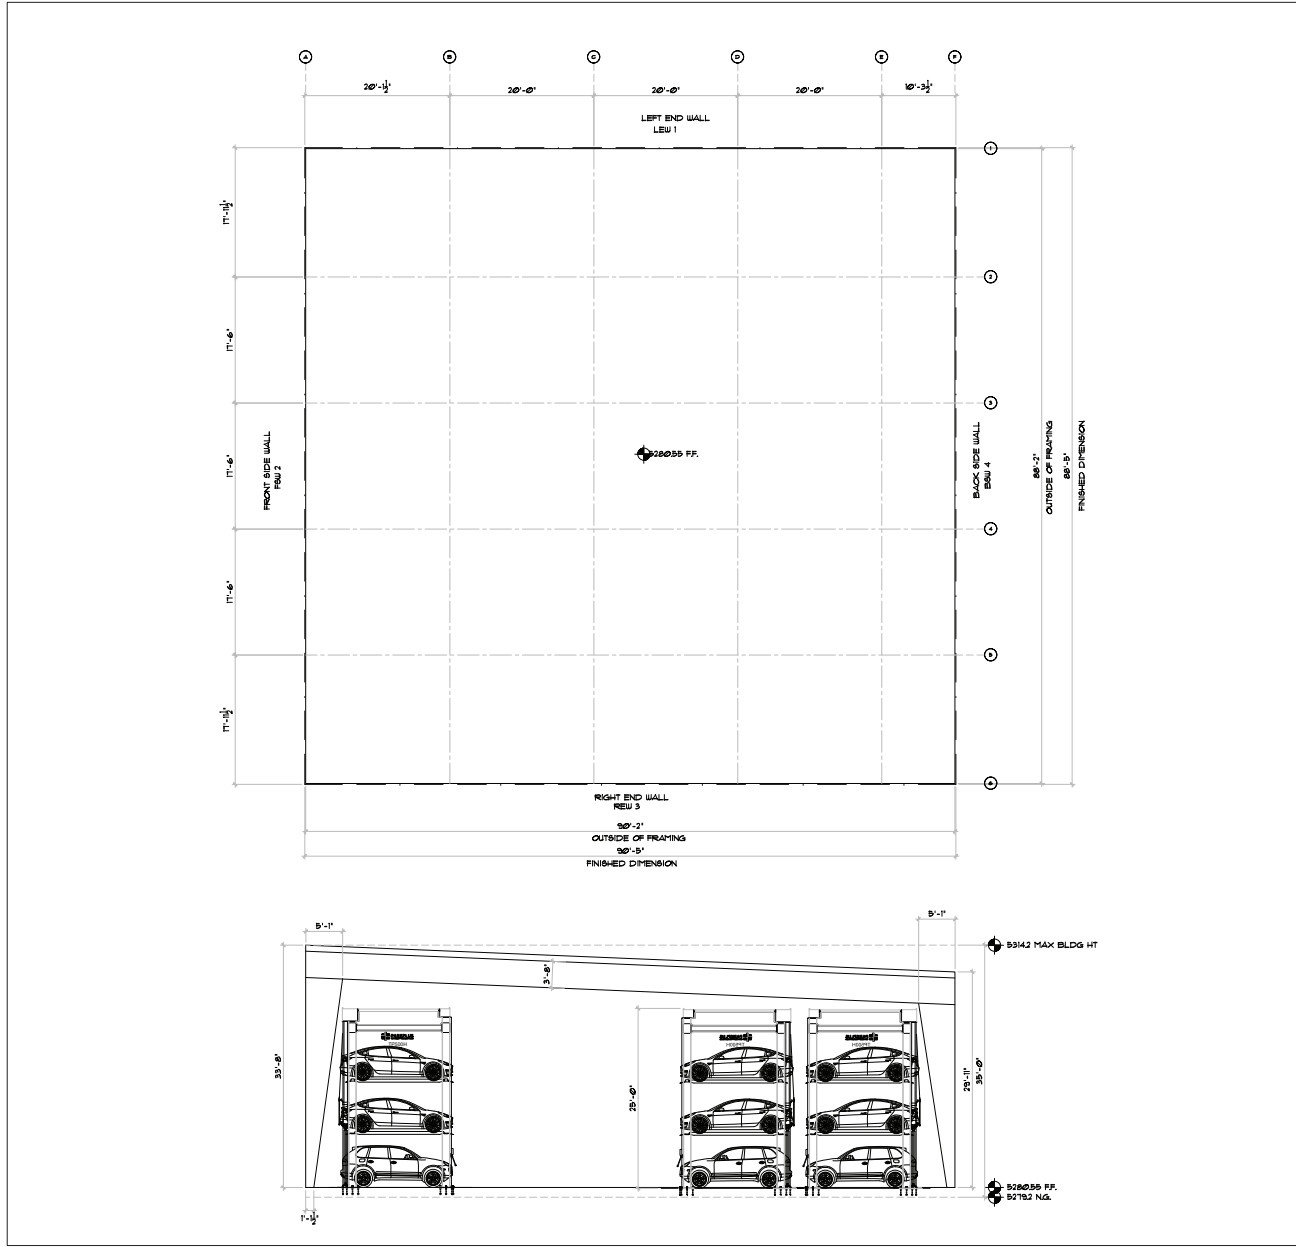 A B C D E F
20'-1½" 20'-0" 20'-0" 20'-0" 10'-3½"
LEFT END WALL
LEW 1
1
17'-11½"
2
17'-6"
3
17'-6"
FRONT SIDE WALL
FSW 2
5280.55 F.F.
BACK SIDE WALL
BSW 4
88'-2"
OUTSIDE OF FRAMING
88'-5"
FINISHED DIMENSION
4
17'-6"
5
17'-11½"
6
RIGHT END WALL
REW 3
90'-2"
OUTSIDE OF FRAMING
90'-5"
FINISHED DIMENSION
5'-1" 5'-1"
5314.2 MAX BLDG HT
3'-8"
33'-8"
25'-0"
29'-11"
35'-0"
5280.55 F.F.
5279.2 N.G.
1'-1½"